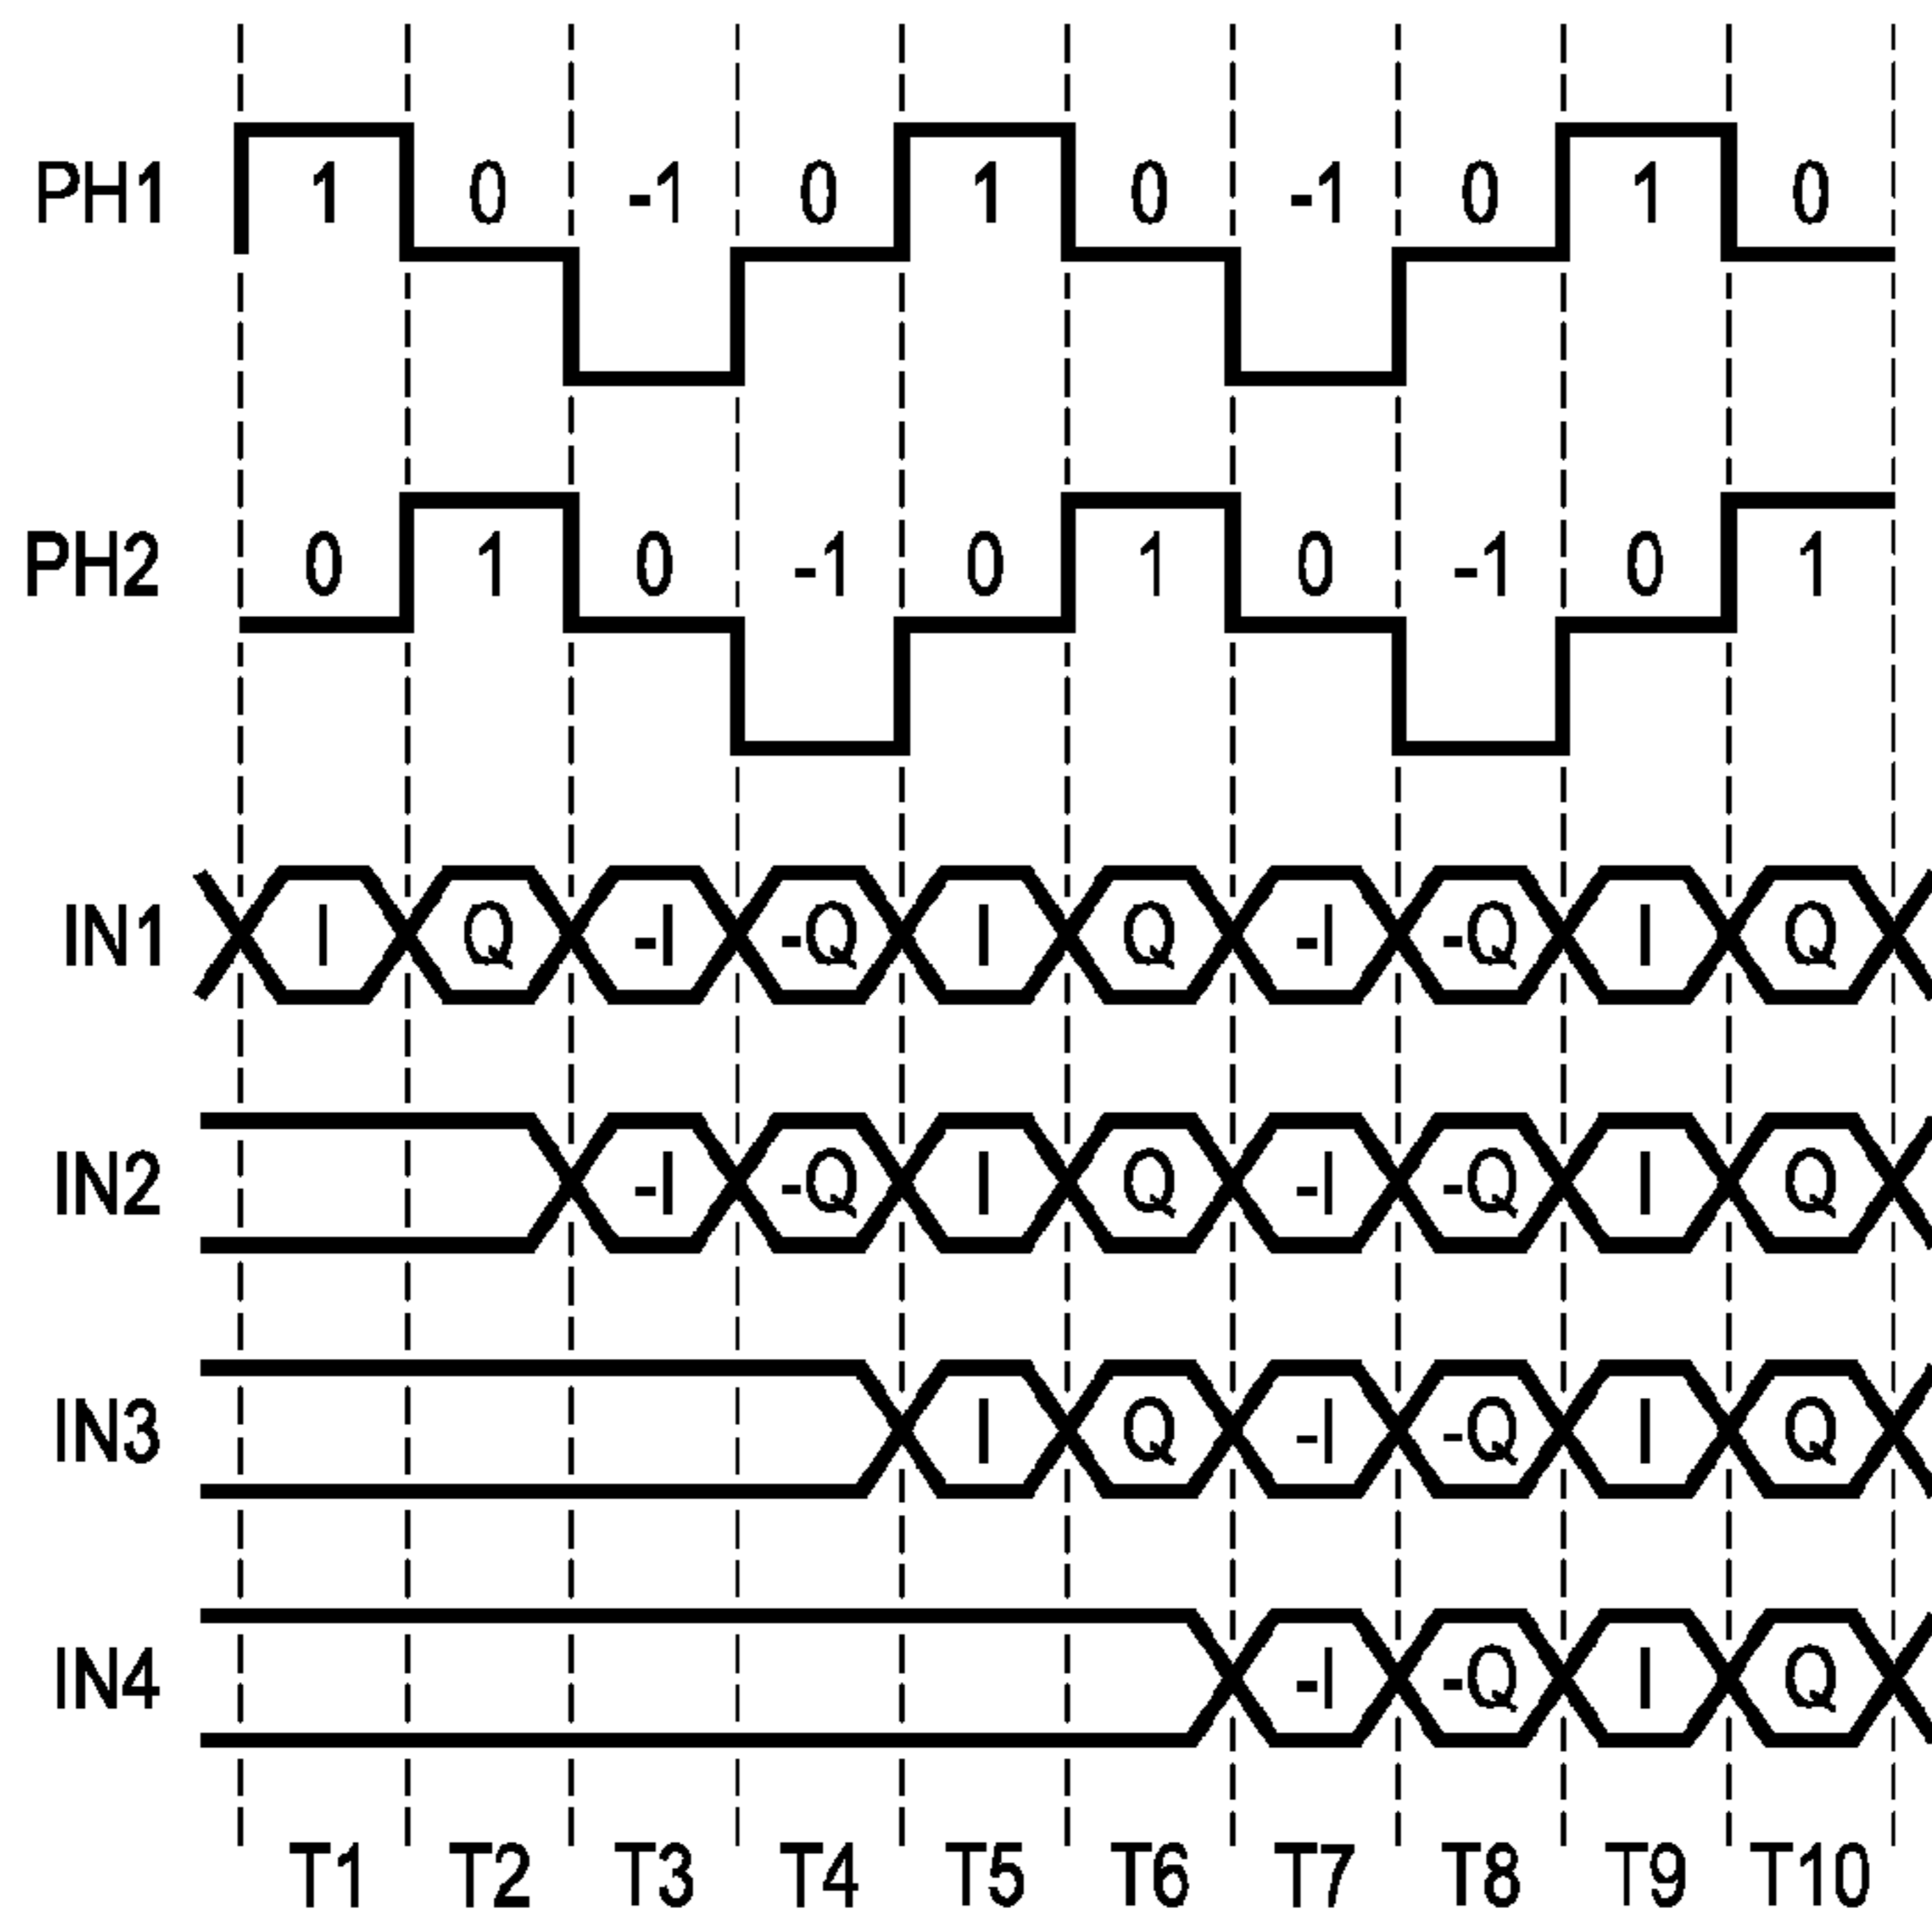 PH1 1 0 -1 0 1 0 -1 0 1 0
PH2 0 1 0 -1 0 1 0 -1 0 1
IN1 I Q -I -Q I Q -I -Q I Q
IN2 -I -Q I Q -I -Q I Q
IN3 I Q -I -Q I Q
IN4 -I -Q I Q
T1 T2 T3 T4 T5 T6 T7 T8 T9 T10